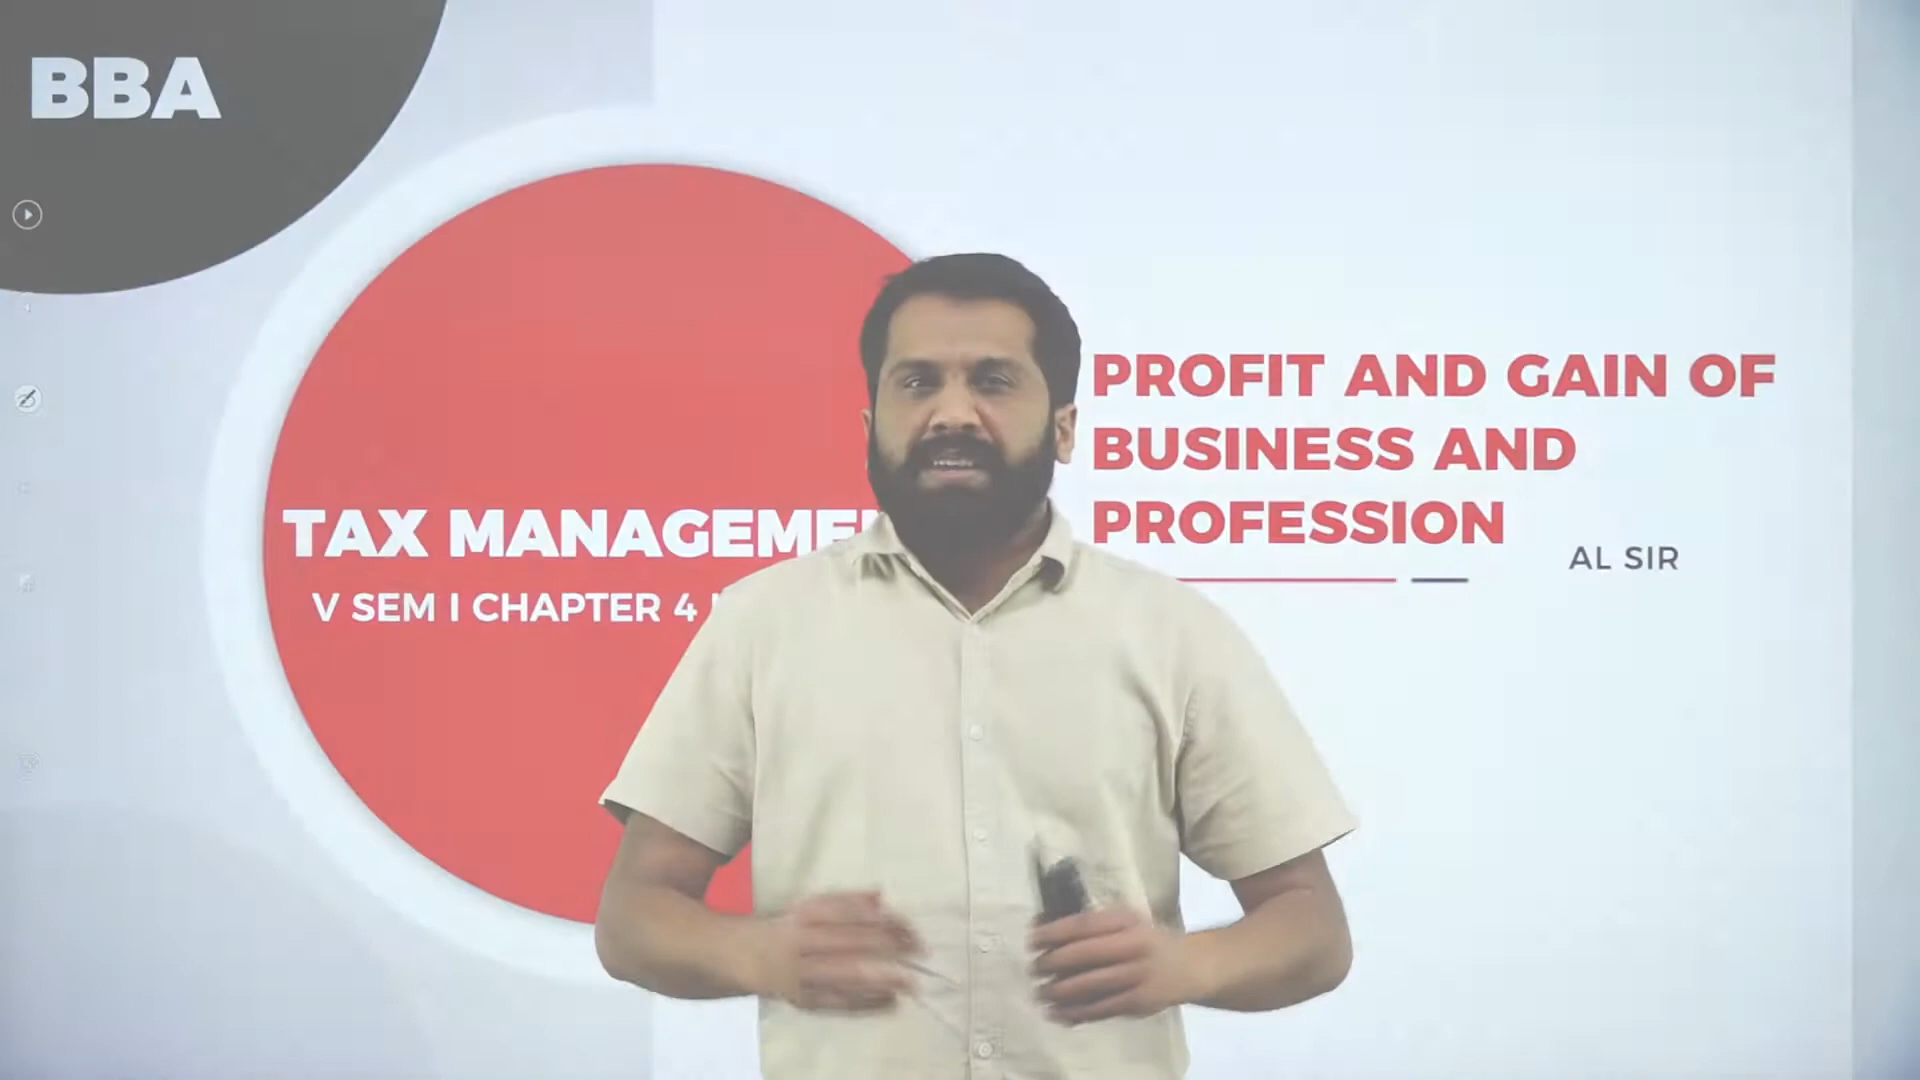 BBA
TAX MANAGEME
V SEM I CHAPTER 4
PROFIT AND GAIN OF
BUSINESS AND
PROFESSION
AL SIR